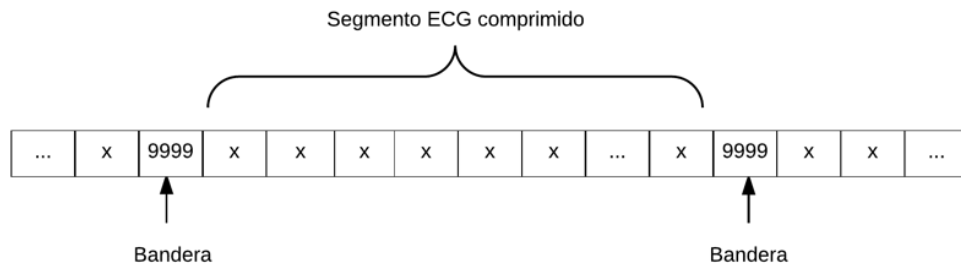 Segmento ECG comprimido
... x 9999 x x x x x x ... x 9999 x x ...
Bandera Bandera